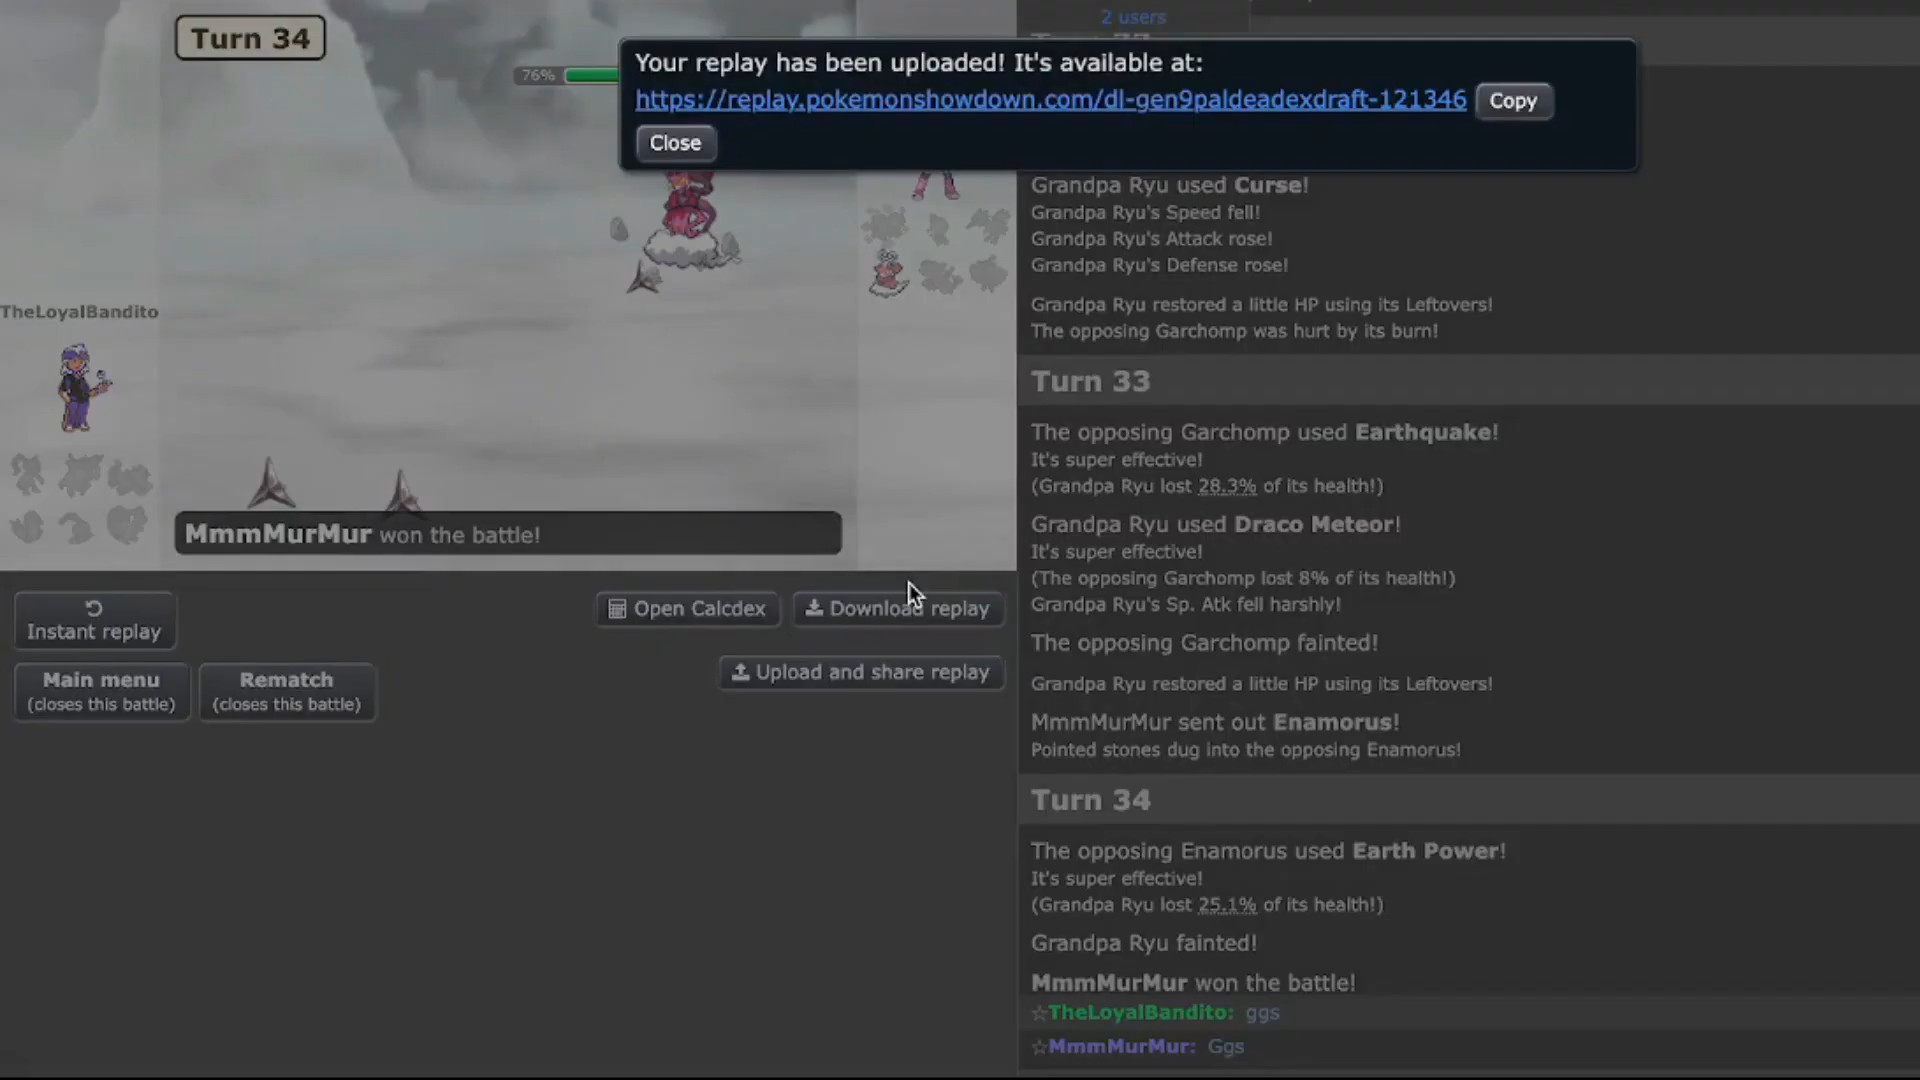 Turn 34
76%
Your replay has been uploaded! It's available at:
https://replay.pokemonshowdown.com/dl-gen9paldeadexdraft-121346
Copy
Close
TheLoyalBandito
MmmMurMur won the battle!
Instant replay
Open Calcdex
Download replay
Main menu
(closes this battle)
Rematch
(closes this battle)
Upload and share replay
2 users
Grandpa Ryu used Curse!
Grandpa Ryu's Speed fell!
Grandpa Ryu's Attack rose!
Grandpa Ryu's Defense rose!
Grandpa Ryu restored a little HP using its Leftovers!
The opposing Garchomp was hurt by its burn!
Turn 33
The opposing Garchomp used Earthquake!
It's super effective!
(Grandpa Ryu lost 28.3% of its health!)
Grandpa Ryu used Draco Meteor!
It's super effective!
(The opposing Garchomp lost 8% of its health!)
Grandpa Ryu's Sp. Atk fell harshly!
The opposing Garchomp fainted!
Grandpa Ryu restored a little HP using its Leftovers!
MmmMurMur sent out Enamorus!
Pointed stones dug into the opposing Enamorus!
Turn 34
The opposing Enamorus used Earth Power!
It's super effective!
(Grandpa Ryu lost 25.1% of its health!)
Grandpa Ryu fainted!
MmmMurMur won the battle!
☆TheLoyalBandito: ggs
☆MmmMurMur: Ggs